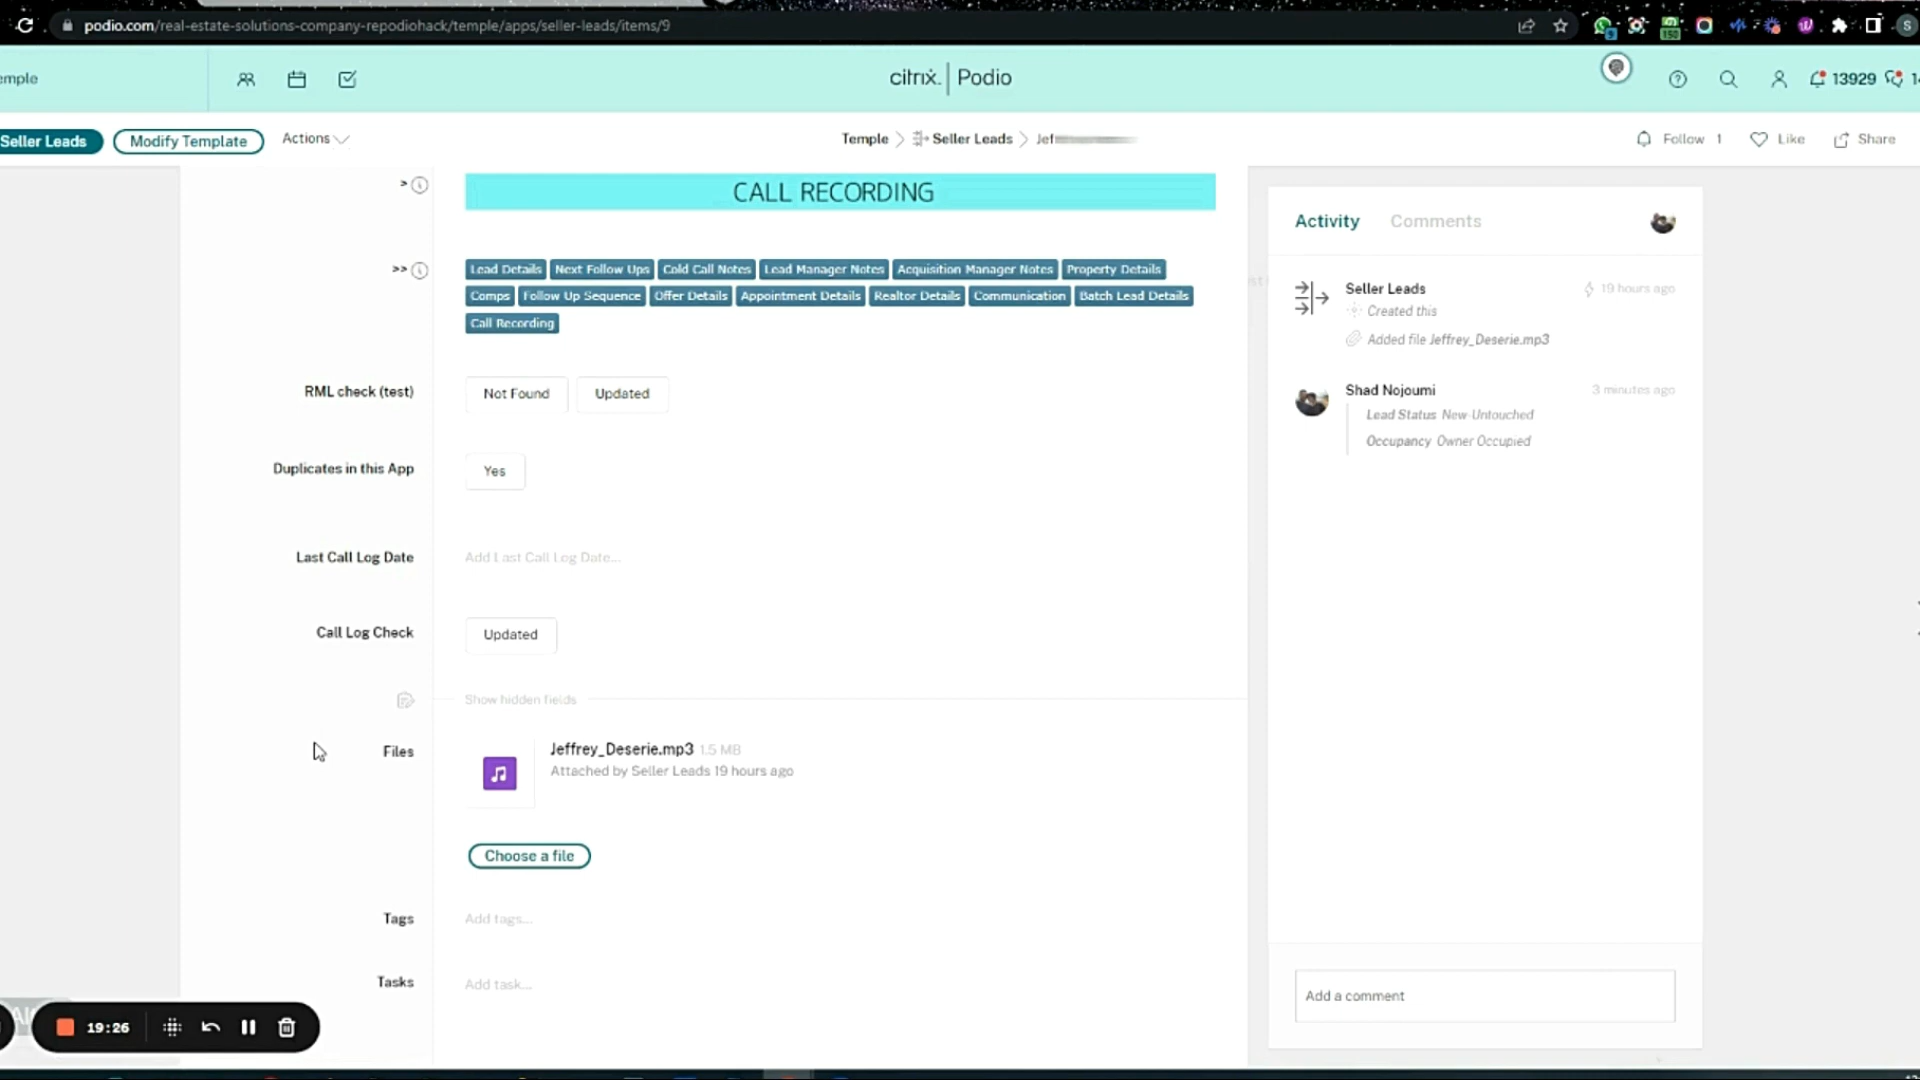 podio.com/real-estate-solutions-company-repodiohack/temple/apps/seller-leads/items/9
emple
citrix. | Podio
13929
Seller Leads
Modify Template
Actions
Temple > Seller Leads > Jef
Follow 1
Like
Share
>
CALL RECORDING
>>
Lead Details Next Follow Ups Cold Call Notes Lead Manager Notes Acquisition Manager Notes Property Details
Comps Follow Up Sequence Offer Details Appointment Details Realtor Details Communication Batch Lead Details
Call Recording
RML check (test)
Not Found Updated
Duplicates in this App
Yes
Last Call Log Date
Add Last Call Log Date...
Call Log Check
Updated
Show hidden fields
Files
Jeffrey_Deserie.mp3 1.5 MB
Attached by Seller Leads 19 hours ago
Choose a file
Tags
Add tags...
Tasks
Add task...
Activity Comments
Seller Leads 19 hours ago
Created this
Added file Jeffrey_Deserie.mp3
Shad Nojoumi 3 minutes ago
Lead Status New-Untouched
Occupancy Owner Occupied
Add a comment
19:26